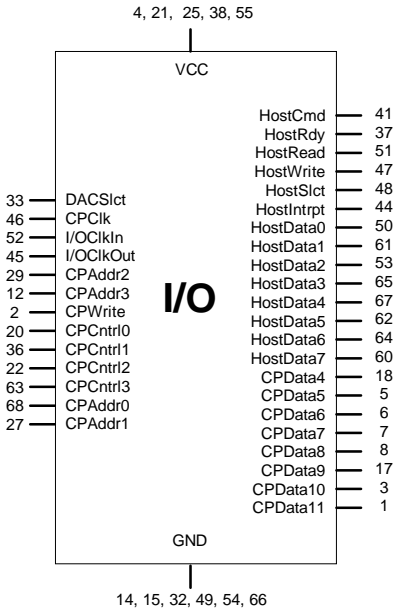 4, 21, 25, 38, 55
VCC
HostCmd 41
HostRdy 37
HostRead 51
HostWrite 47
HostSlct 48
HostIntrpt 44
HostData0 50
HostData1 61
HostData2 53
HostData3 65
HostData4 67
HostData5 62
HostData6 64
HostData7 60
CPData4 18
CPData5 5
CPData6 6
CPData7 7
CPData8 8
CPData9 17
CPData10 3
CPData11 1
33 DACSlct
46 CPClk
52 I/OClkIn
45 I/OClkOut
29 CPAddr2
12 CPAddr3
2 CPWrite
20 CPCntrl0
36 CPCntrl1
22 CPCntrl2
63 CPCntrl3
68 CPAddr0
27 CPAddr1
I/O
GND
14, 15, 32, 49, 54, 66